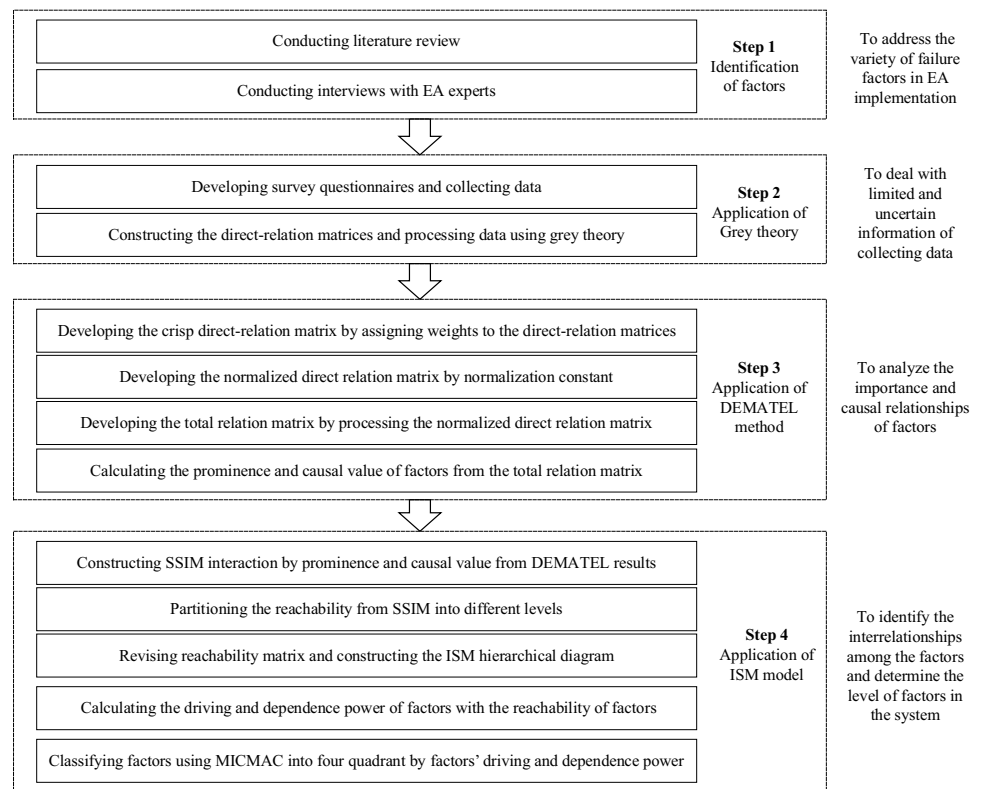 Conducting literature review
Conducting interviews with EA experts
Step 1
Identification
of factors
To address the
variety of failure
factors in EA
implementation
Developing survey questionnaires and collecting data
Constructing the direct-relation matrices and processing data using grey theory
Step 2
Application of
Grey theory
To deal with
limited and
uncertain
information of
collecting data
Developing the crisp direct-relation matrix by assigning weights to the direct-relation matrices
Developing the normalized direct relation matrix by normalization constant
Developing the total relation matrix by processing the normalized direct relation matrix
Calculating the prominence and causal value of factors from the total relation matrix
Step 3
Application of
DEMATEL
method
To analyze the
importance and
causal relationships
of factors
Constructing SSIM interaction by prominence and causal value from DEMATEL results
Partitioning the reachability from SSIM into different levels
Revising reachability matrix and constructing the ISM hierarchical diagram
Calculating the driving and dependence power of factors with the reachability of factors
Classifying factors using MICMAC into four quadrant by factors' driving and dependence power
Step 4
Application of
ISM model
To identify the
interrelationships
among the factors
and determine the
level of factors in
the system